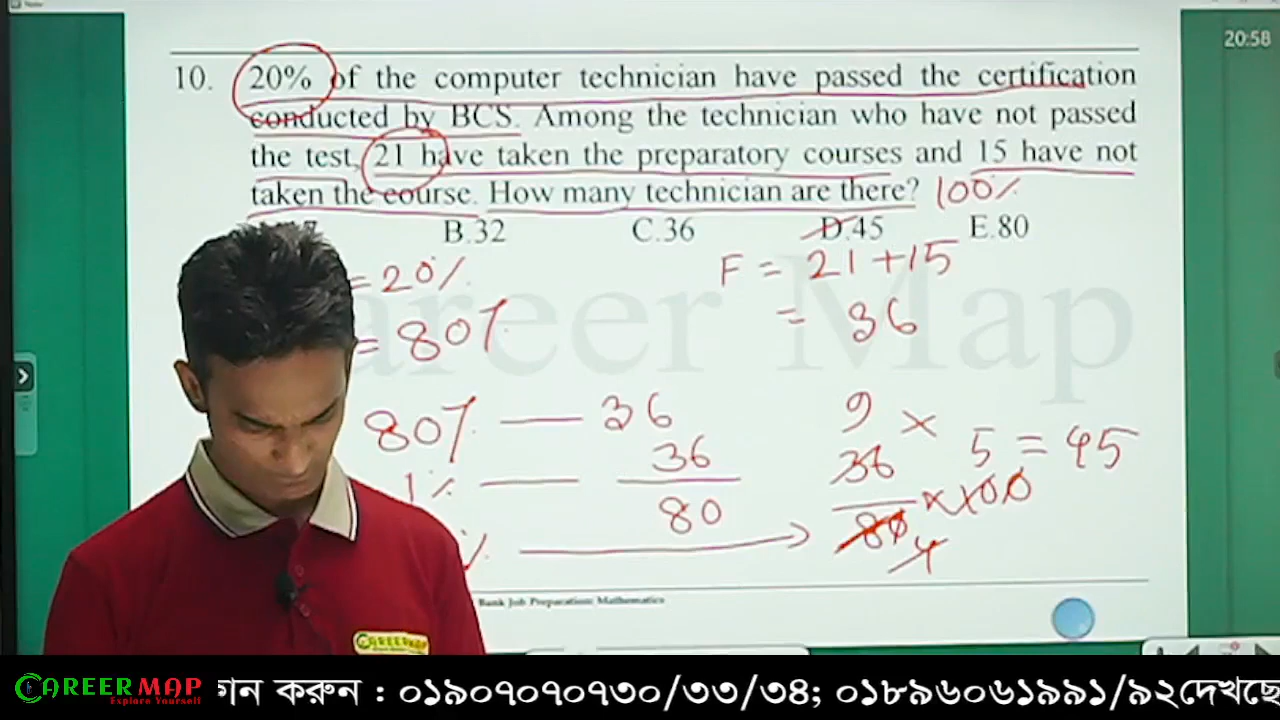 20:58
10. 20% of the computer technician have passed the certification
conducted by BCS. Among the technician who have not passed
the test, 21 have taken the preparatory courses and 15 have not
taken the course. How many technician are there? 100%
B.32 C.36 D.45 E.80
= 20%
= 80%
F = 21 + 15
= 36
80% — 36
1% — 36
80
9 ×
36 5 = 45
80 × 100
4
Career Map
Bank Job Preparation: Mathematics
CAREERMAP
CAREERMAP
Explore Yourself
গন করুন : ০১৯০৭০৭০৭৩০/৩৩/৩৪; ০১৮৯৬০৬১৯৯১/৯২দেখছে